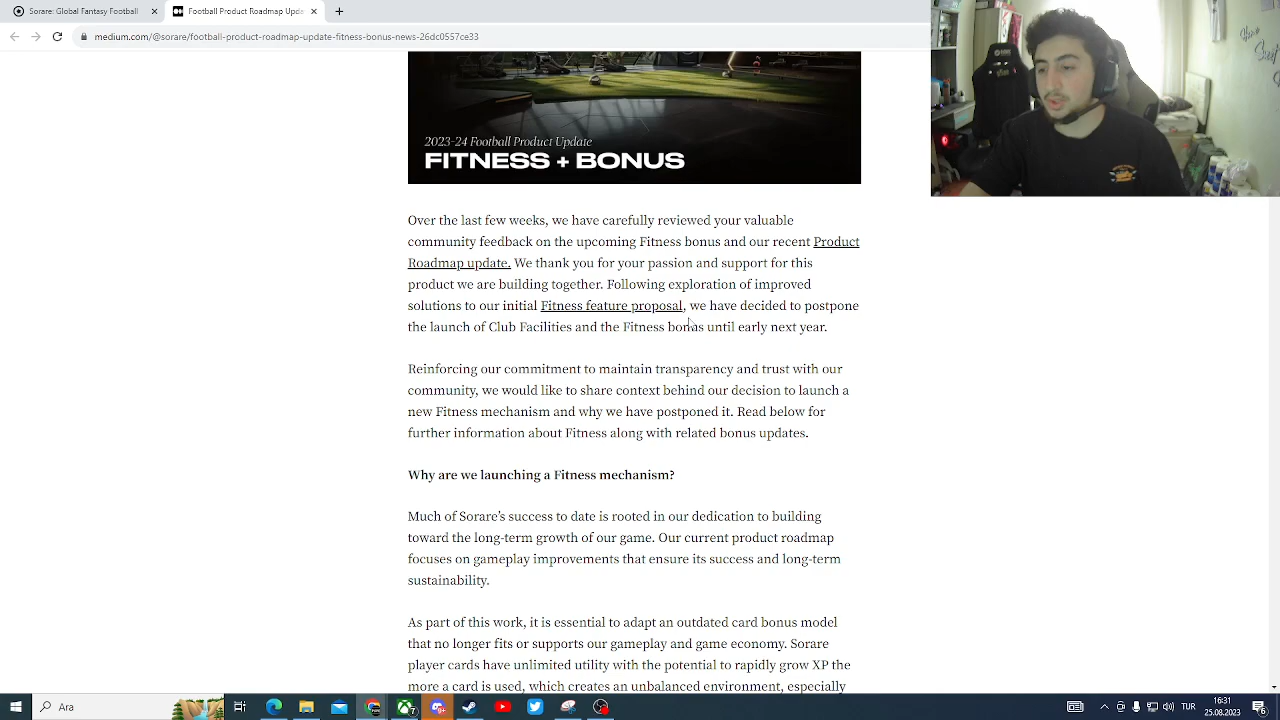 Sorare: Global Fantasy Football
Football Product Roadmap Upda
medium.com/@sorare/football-product-roadmap-update-fitness-bonus-news-26dc0557ce33
2023-24 Football Product Update
FITNESS + BONUS
Over the last few weeks, we have carefully reviewed your valuable
community feedback on the upcoming Fitness bonus and our recent Product
Roadmap update. We thank you for your passion and support for this
product we are building together. Following exploration of improved
solutions to our initial Fitness feature proposal, we have decided to postpone
the launch of Club Facilities and the Fitness bonus until early next year.
Reinforcing our commitment to maintain transparency and trust with our
community, we would like to share context behind our decision to launch a
new Fitness mechanism and why we have postponed it. Read below for
further information about Fitness along with related bonus updates.
Why are we launching a Fitness mechanism?
Much of Sorare's success to date is rooted in our dedication to building
toward the long-term growth of our game. Our current product roadmap
focuses on gameplay improvements that ensure its success and long-term
sustainability.
As part of this work, it is essential to adapt an outdated card bonus model
that no longer fits or supports our gameplay and game economy. Sorare
player cards have unlimited utility with the potential to rapidly grow XP the
more a card is used, which creates an unbalanced environment, especially
Ara
TUR
16:31
25.08.2023